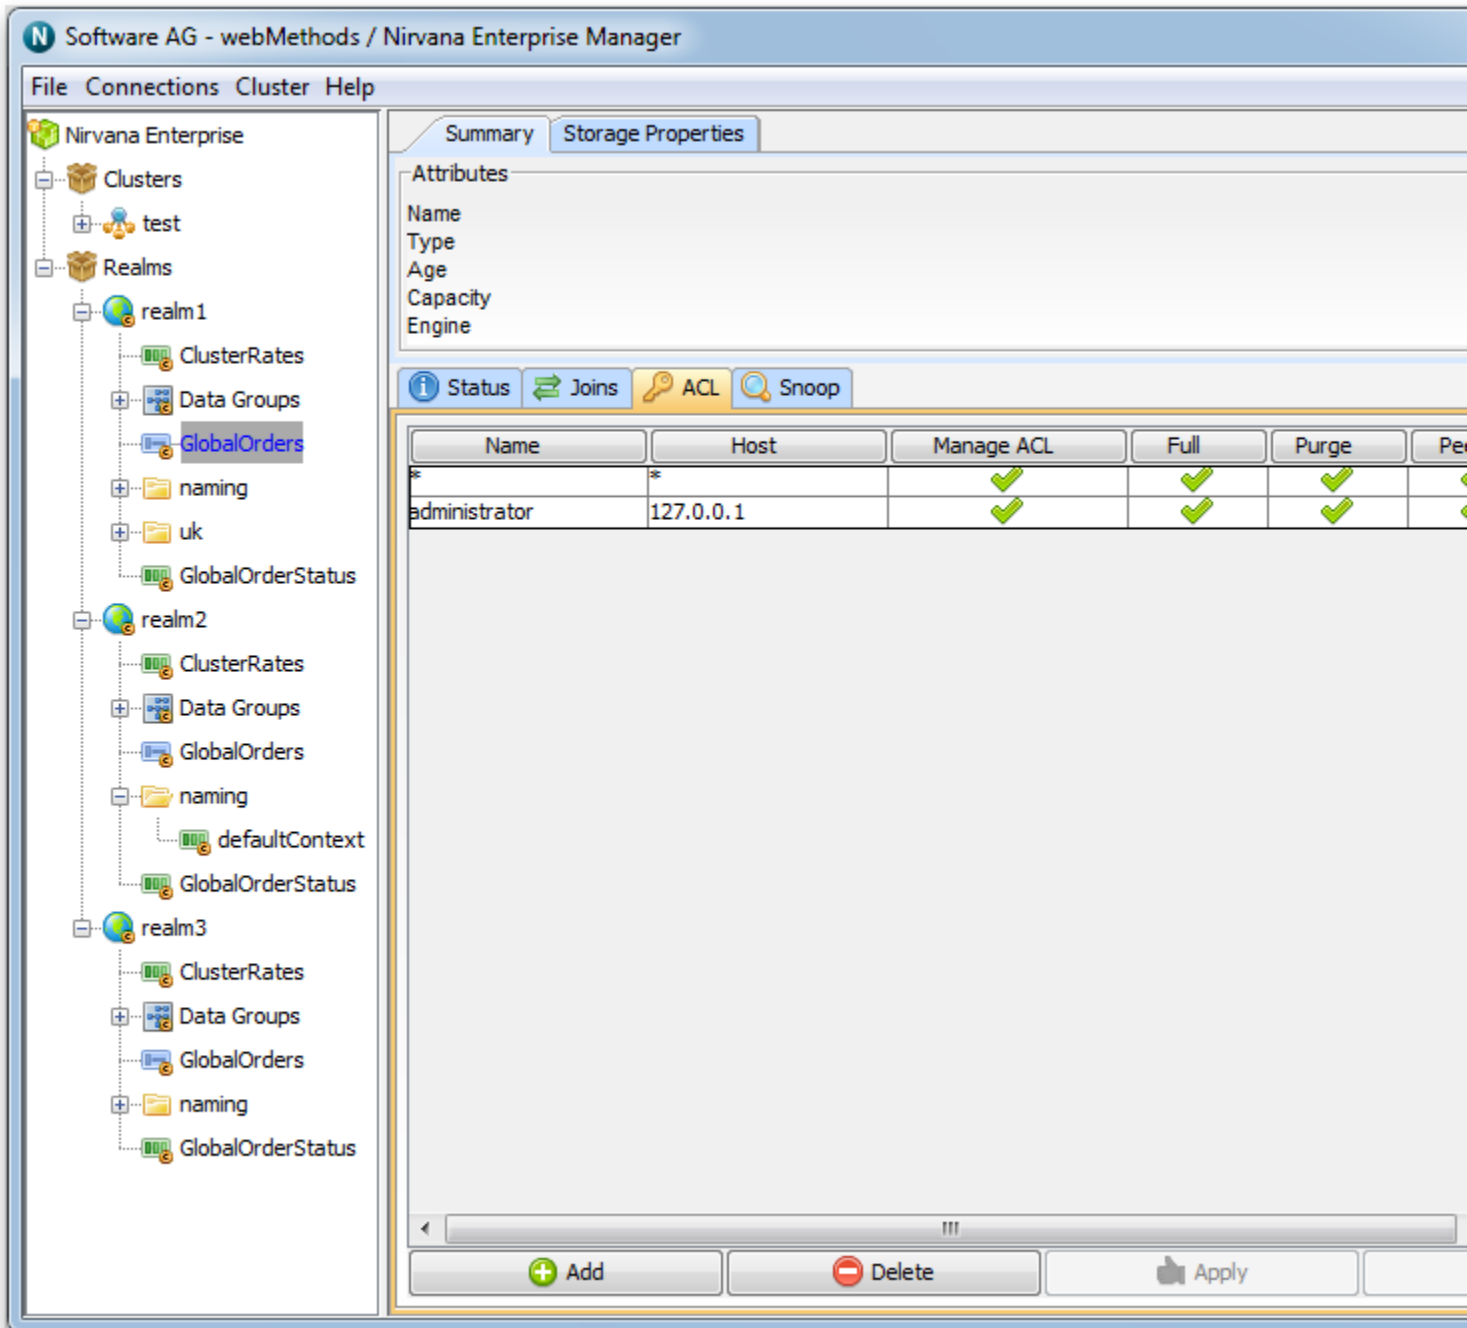 Software AG - webMethods / Nirvana Enterprise Manager
File Connections Cluster Help
Nirvana Enterprise
Clusters
test
Realms
realm1
ClusterRates
Data Groups
GlobalOrders
naming
uk
GlobalOrderStatus
realm2
ClusterRates
Data Groups
GlobalOrders
naming
defaultContext
GlobalOrderStatus
realm3
ClusterRates
Data Groups
GlobalOrders
naming
GlobalOrderStatus
Summary Storage Properties
Attributes
Name
Type
Age
Capacity
Engine
Status Joins ACL Snoop
Name Host Manage ACL Full Purge
* *
administrator 127.0.0.1
Add Delete Apply